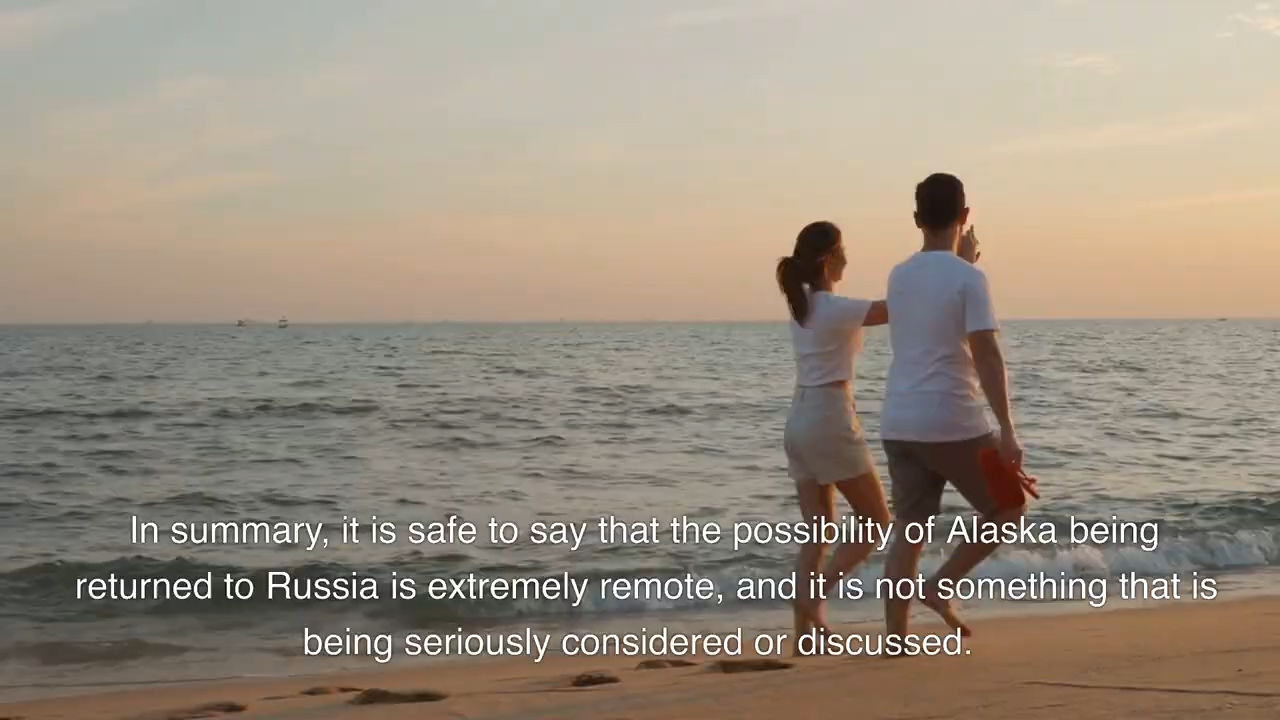 In summary, it is safe to say that the possibility of Alaska being
returned to Russia is extremely remote, and it is not something that is
being seriously considered or discussed.